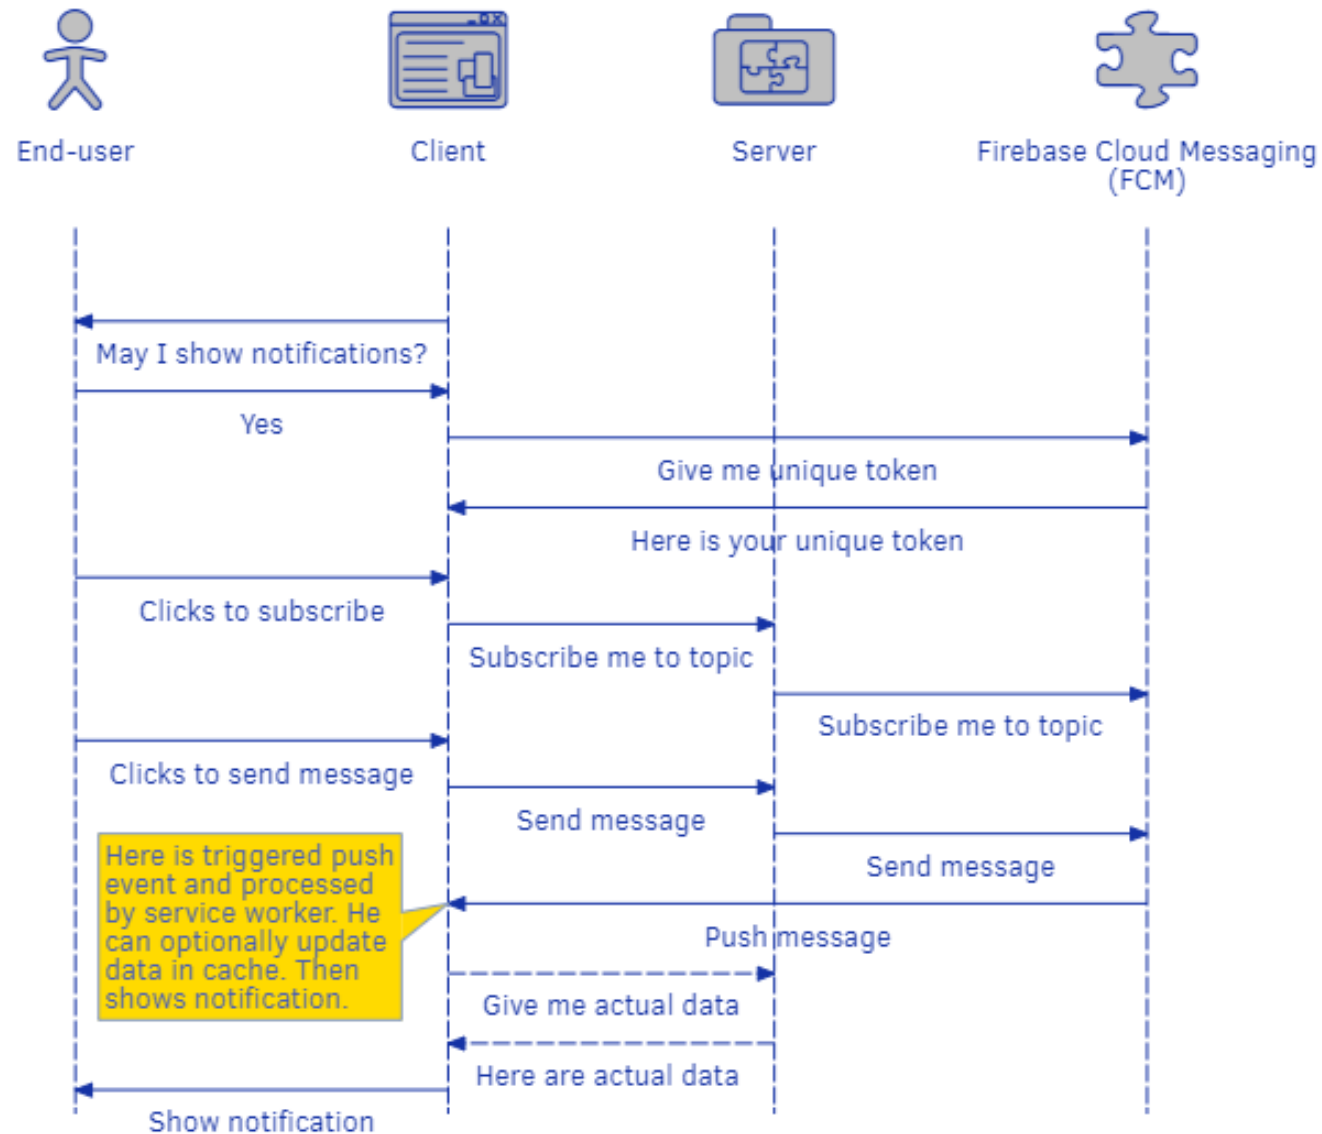 End-user
Client
Server
Firebase Cloud Messaging
(FCM)
May I show notifications?
Yes
Give me unique token
Here is your unique token
Clicks to subscribe
Subscribe me to topic
Subscribe me to topic
Clicks to send message
Send message
Send message
Here is triggered push
event and processed
by service worker. He
can optionally update
data in cache. Then
shows notification.
Push message
Give me actual data
Here are actual data
Show notification